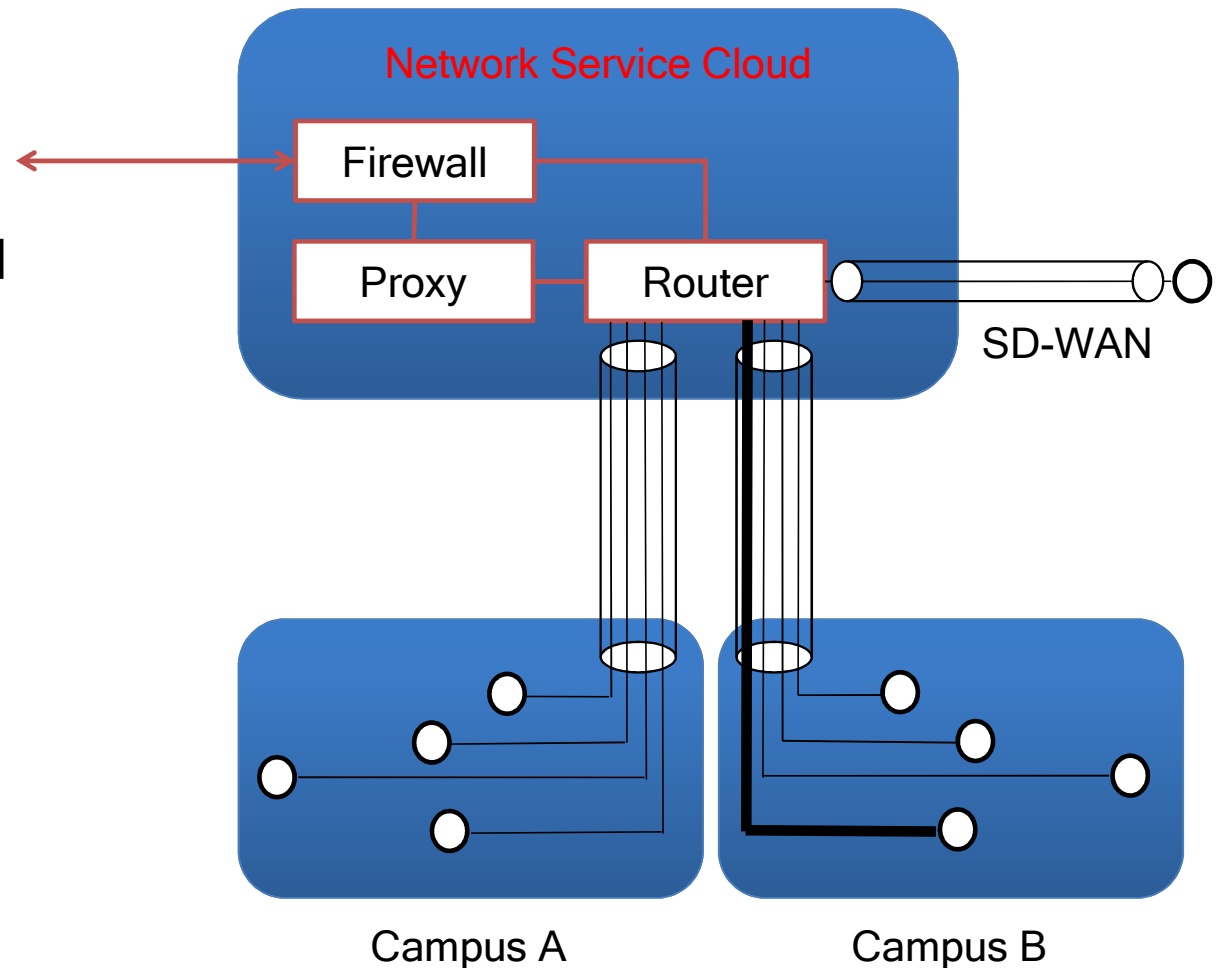 Network Service Cloud
Firewall
Proxy
Router
SD-WAN
Campus A
Campus B